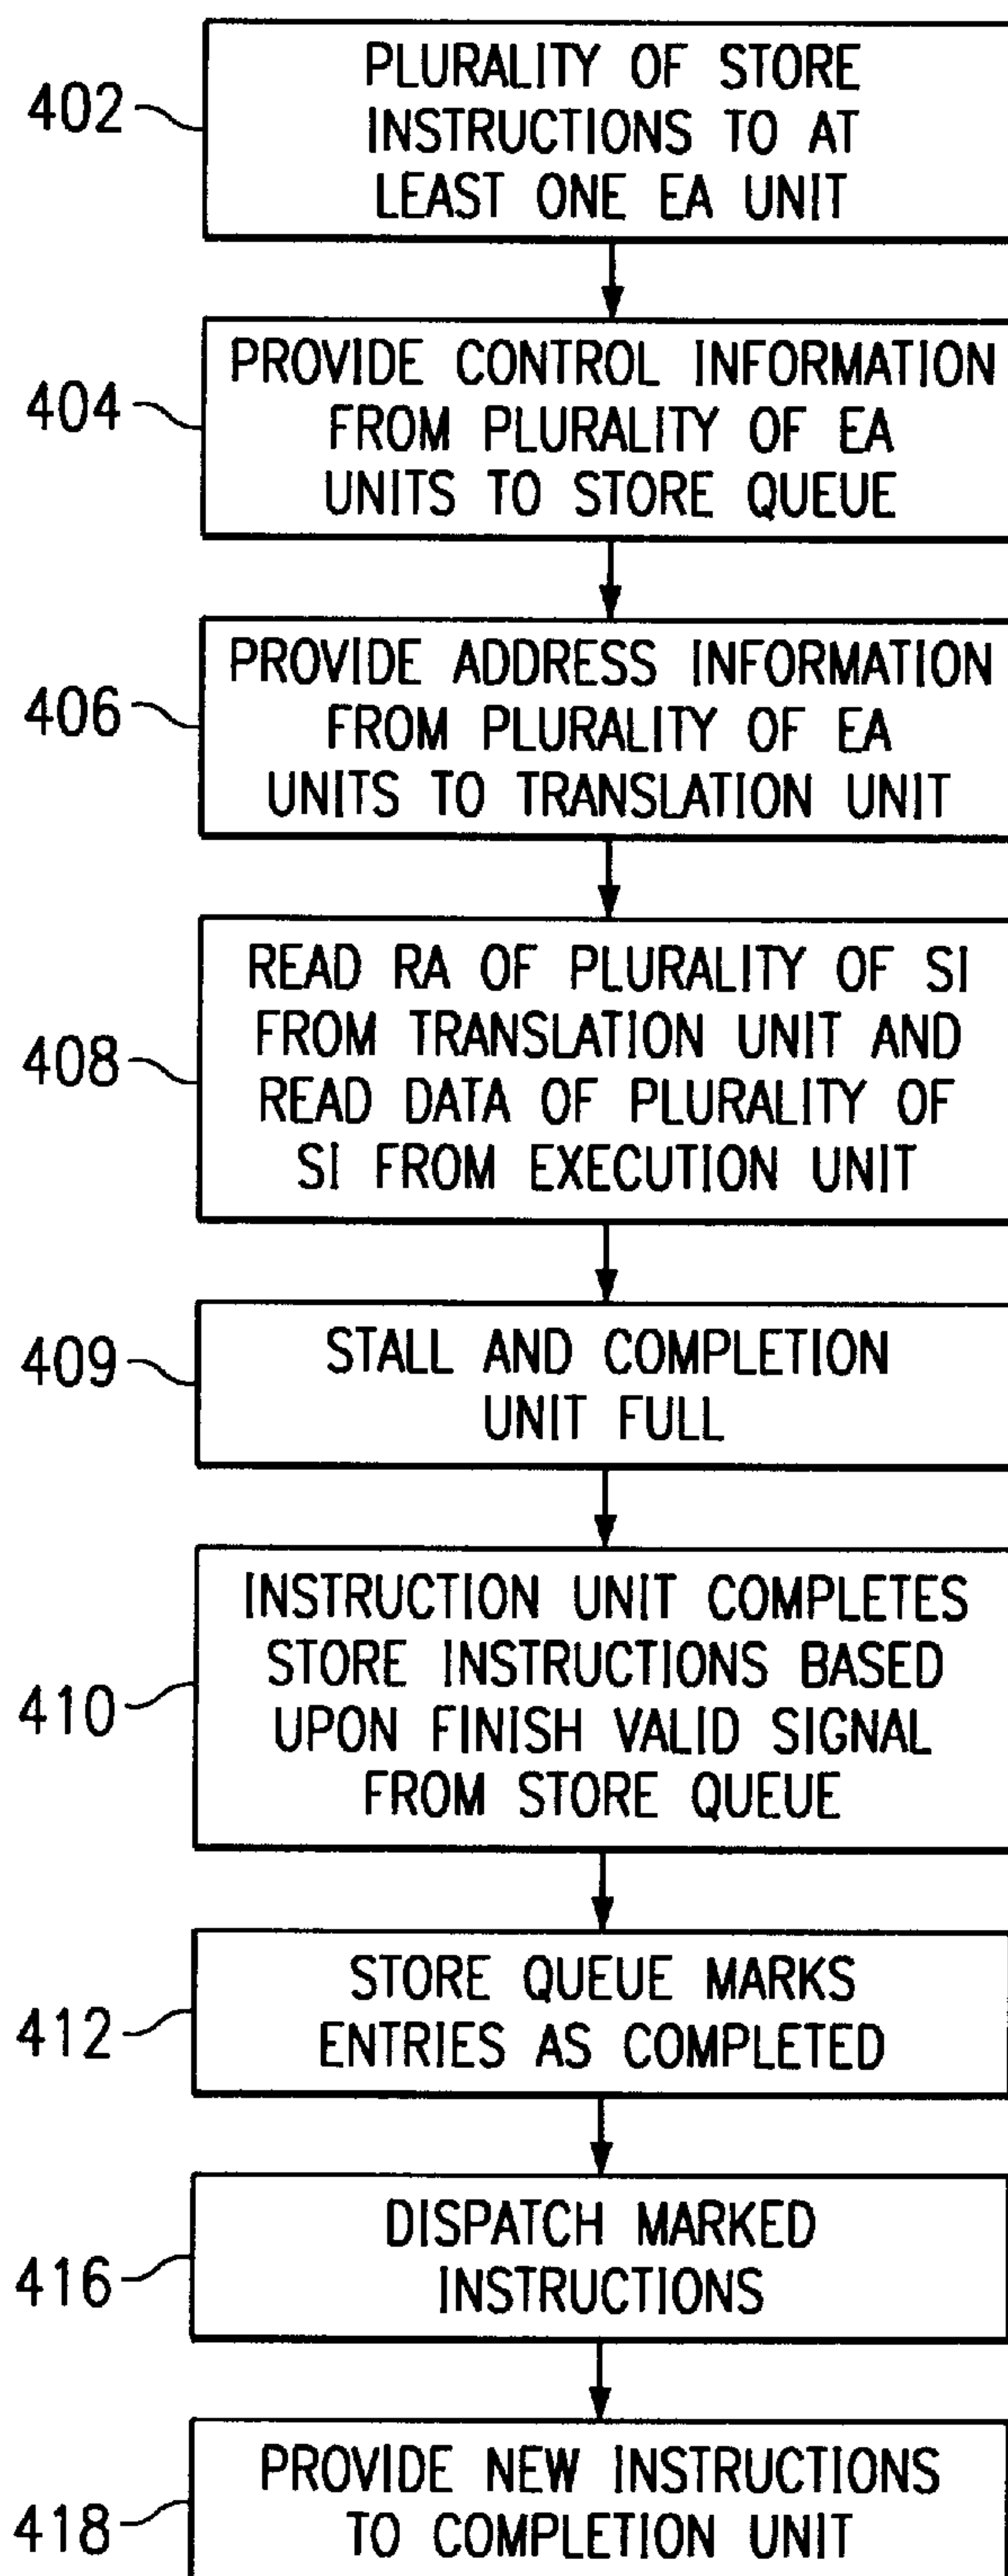 402
PLURALITY OF STORE
INSTRUCTIONS TO AT
LEAST ONE EA UNIT
404
PROVIDE CONTROL INFORMATION
FROM PLURALITY OF EA
UNITS TO STORE QUEUE
406
PROVIDE ADDRESS INFORMATION
FROM PLURALITY OF EA
UNITS TO TRANSLATION UNIT
408
READ RA OF PLURALITY OF SI
FROM TRANSLATION UNIT AND
READ DATA OF PLURALITY OF
SI FROM EXECUTION UNIT
409
STALL AND COMPLETION
UNIT FULL
410
INSTRUCTION UNIT COMPLETES
STORE INSTRUCTIONS BASED
UPON FINISH VALID SIGNAL
FROM STORE QUEUE
412
STORE QUEUE MARKS
ENTRIES AS COMPLETED
416
DISPATCH MARKED
INSTRUCTIONS
418
PROVIDE NEW INSTRUCTIONS
TO COMPLETION UNIT